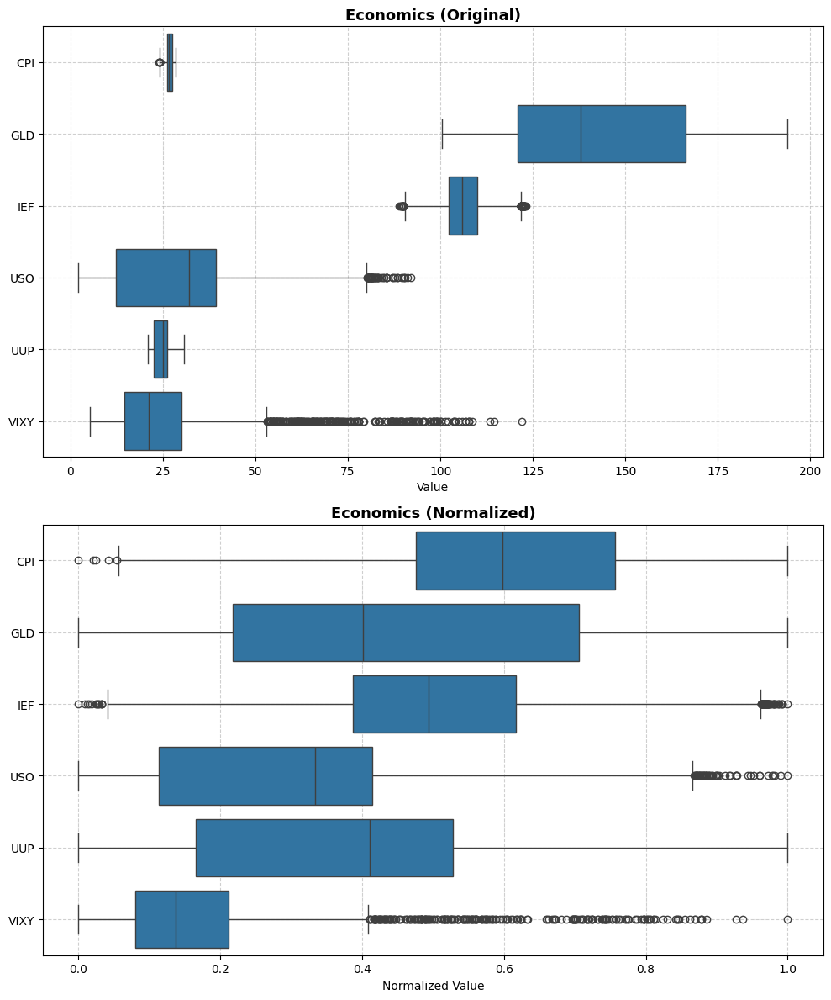 Economics (Original)
CPI
GLD
IEF
USO
UUP
VIXY
0 25 50 75 100 125 150 175 200
Value
Economics (Normalized)
CPI
GLD
IEF
USO
UUP
VIXY
0.0 0.2 0.4 0.6 0.8 1.0
Normalized Value